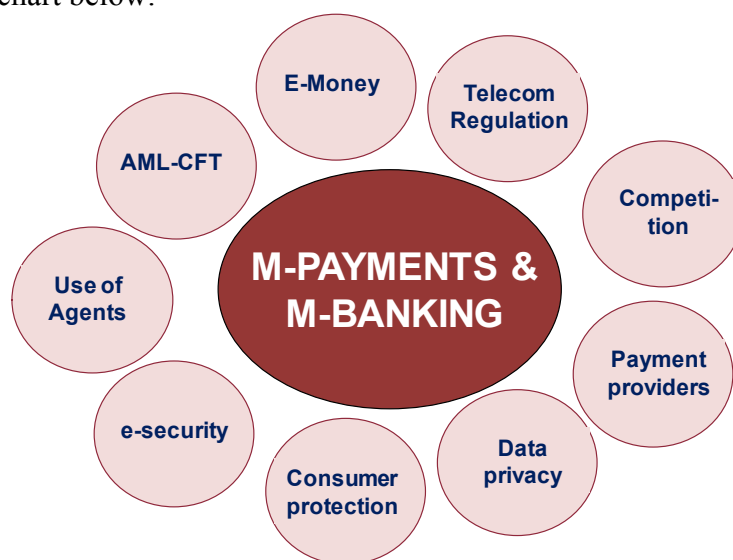 chart below:
E-Money
Telecom
Regulation
AML-CFT
Competi-
tion
M-PAYMENTS &
M-BANKING
Use of
Agents
Payment
providers
e-security
Data
privacy
Consumer
protection